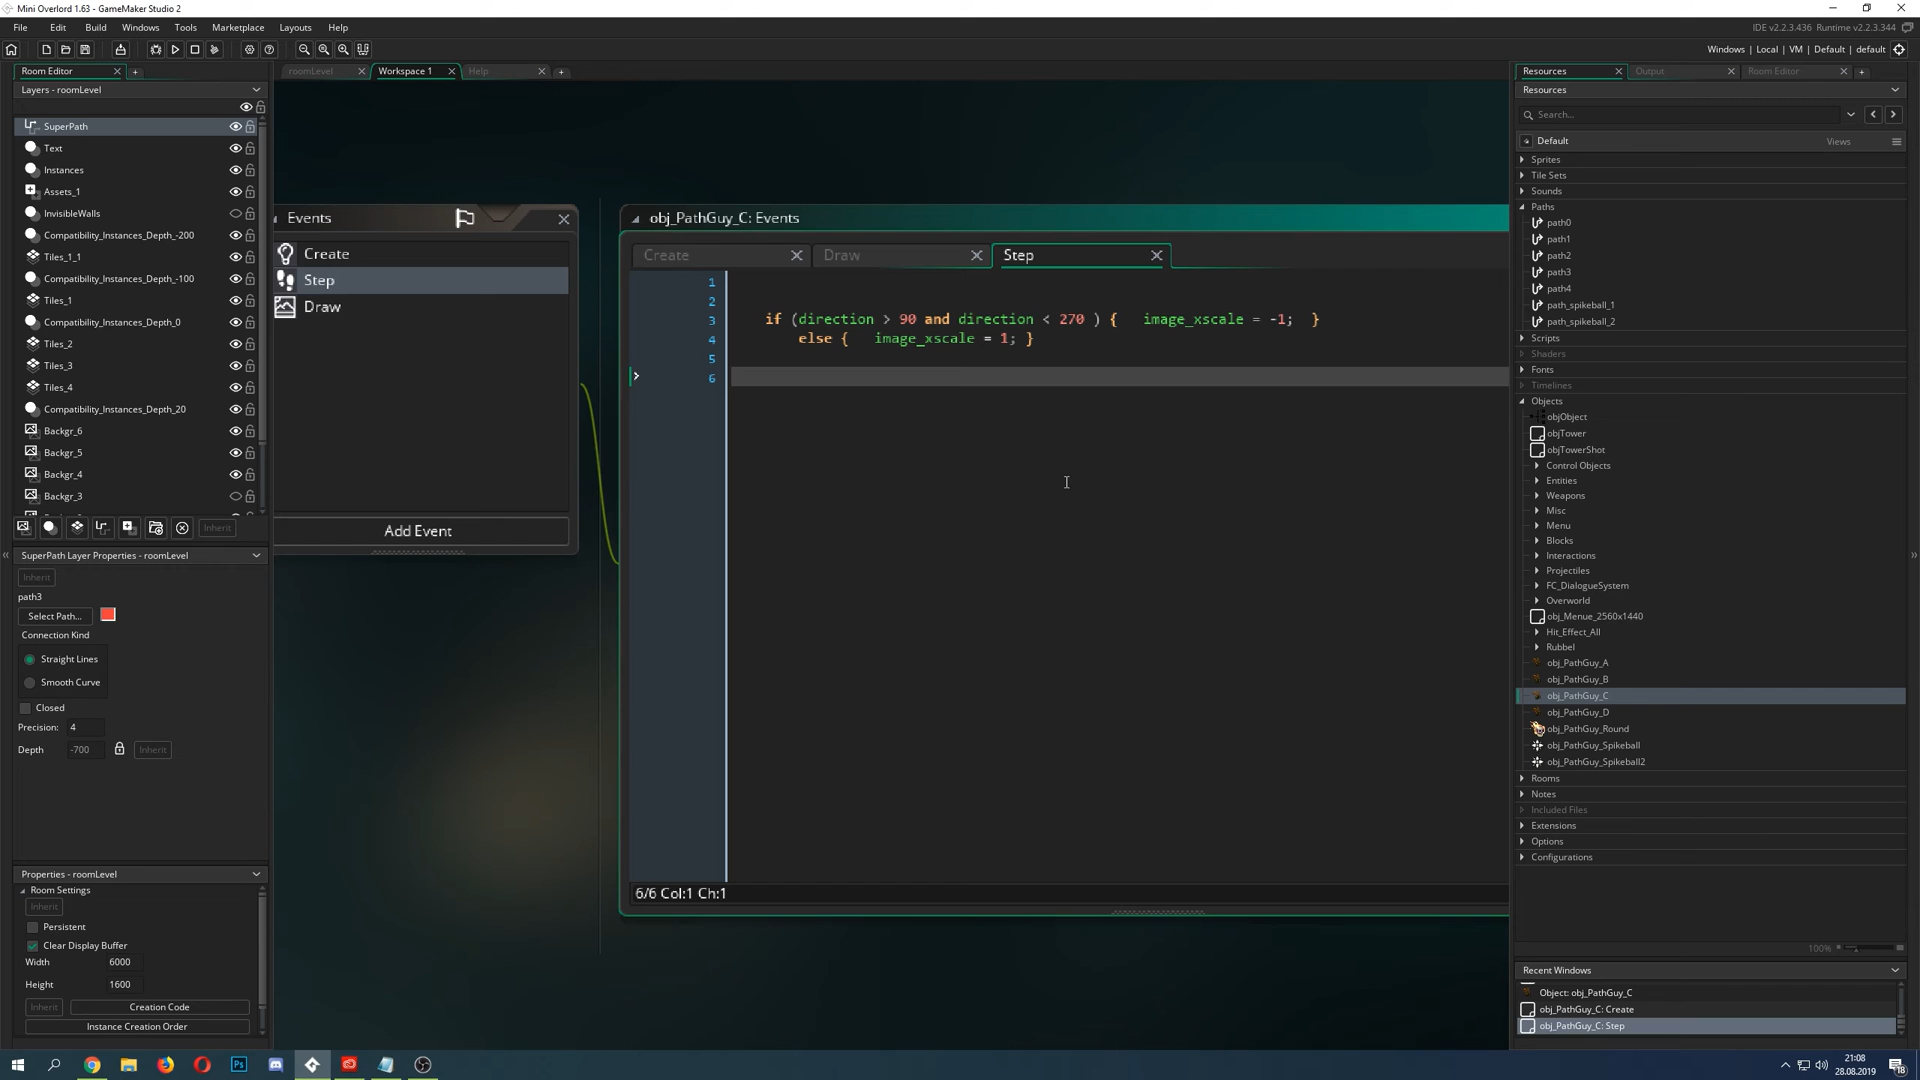 Mini Overlord 1.63 - GameMaker Studio 2
File Edit Build Windows Tools Marketplace Layouts Help
IDE v2.2.3.436 Runtime v2.2.3.344
Windows | Local | VM | Default | default
Room Editor
roomLevel
Workspace 1
Help
Resources
Output
Room Editor
Layers - roomLevel
SuperPath
Text
Instances
Assets_1
InvisibleWalls
Compatibility_Instances_Depth_-200
Tiles_1_1
Compatibility_Instances_Depth_-100
Tiles_1
Compatibility_Instances_Depth_0
Tiles_2
Tiles_3
Tiles_4
Compatibility_Instances_Depth_20
Backgr_6
Backgr_5
Backgr_4
Backgr_3
Inherit
SuperPath Layer Properties - roomLevel
Inherit
path3
Select Path...
Connection Kind
Straight Lines
Smooth Curve
Closed
Precision: 4
Depth -700 Inherit
Properties - roomLevel
Room Settings
Inherit
Persistent
Clear Display Buffer
Width 6000
Height 1600
Inherit Creation Code
Instance Creation Order
Events
Create
Step
Draw
Add Event
obj_PathGuy_C: Events
Create
Draw
Step
1
2
3 if (direction > 90 and direction < 270 ) { image_xscale = -1; }
4 else { image_xscale = 1; }
5
6
6/6 Col:1 Ch:1
Resources
Search...
Default
Views
Sprites
Tile Sets
Sounds
Paths
path0
path1
path2
path3
path4
path_spikeball_1
path_spikeball_2
Scripts
Shaders
Fonts
Timelines
Objects
objObject
objTower
objTowerShot
Control Objects
Entities
Weapons
Misc
Menu
Blocks
Interactions
Projectiles
FC_DialogueSystem
Overworld
obj_Menue_2560x1440
Hit_Effect_All
Rubbel
obj_PathGuy_A
obj_PathGuy_B
obj_PathGuy_C
obj_PathGuy_D
obj_PathGuy_Round
obj_PathGuy_Spikeball
obj_PathGuy_Spikeball2
Rooms
Notes
Included Files
Extensions
Options
Configurations
100%
Recent Windows
Object: obj_PathGuy_C
obj_PathGuy_C: Create
obj_PathGuy_C: Step
21:08
28.08.2019
18